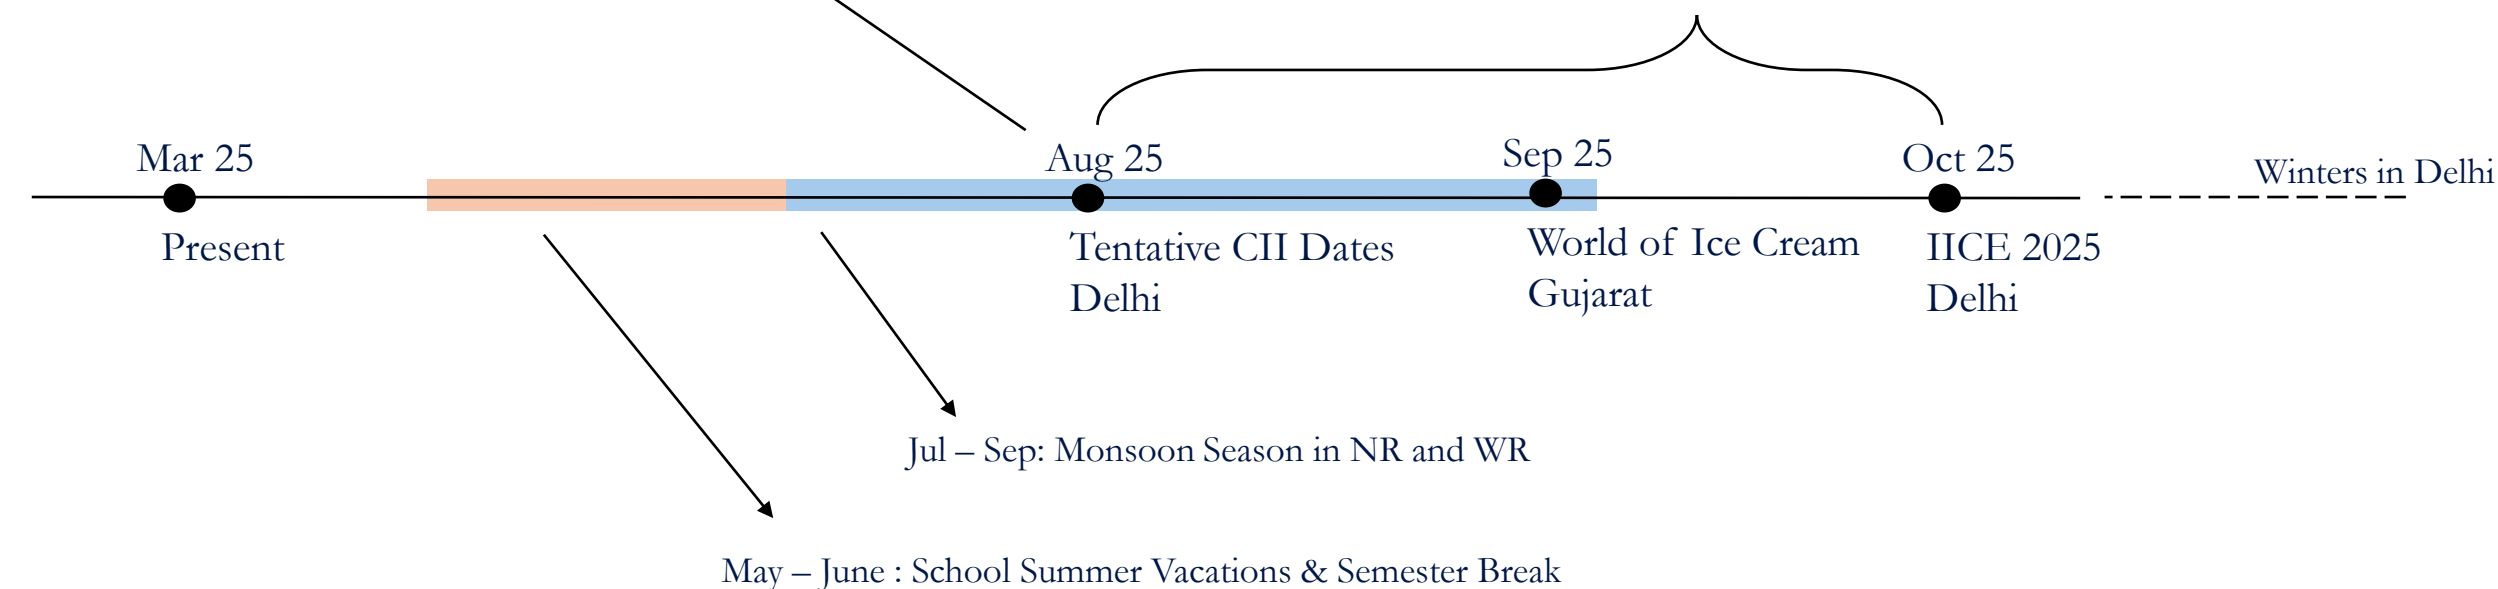 Mar 25
Aug 25
Sep 25
Oct 25
Winters in Delhi
Present
Tentative CII Dates
Delhi
World of Ice Cream
Gujarat
IICE 2025
Delhi
Jul – Sep: Monsoon Season in NR and WR
May – June : School Summer Vacations & Semester Break